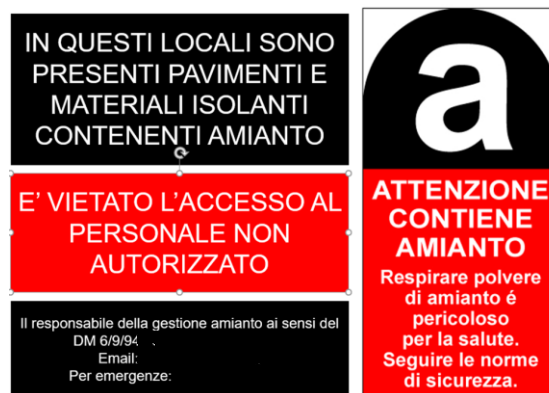 IN QUESTI LOCALI SONO
PRESENTI PAVIMENTI E
MATERIALI ISOLANTI
CONTENENTI AMIANTO
E' VIETATO L'ACCESSO AL
PERSONALE NON
AUTORIZZATO
Il responsabile della gestione amianto ai sensi del
DM 6/9/94
Email:
Per emergenze:
a
ATTENZIONE
CONTIENE
AMIANTO
Respirare polvere
di amianto é
pericoloso
per la salute.
Seguire le norme
di sicurezza.